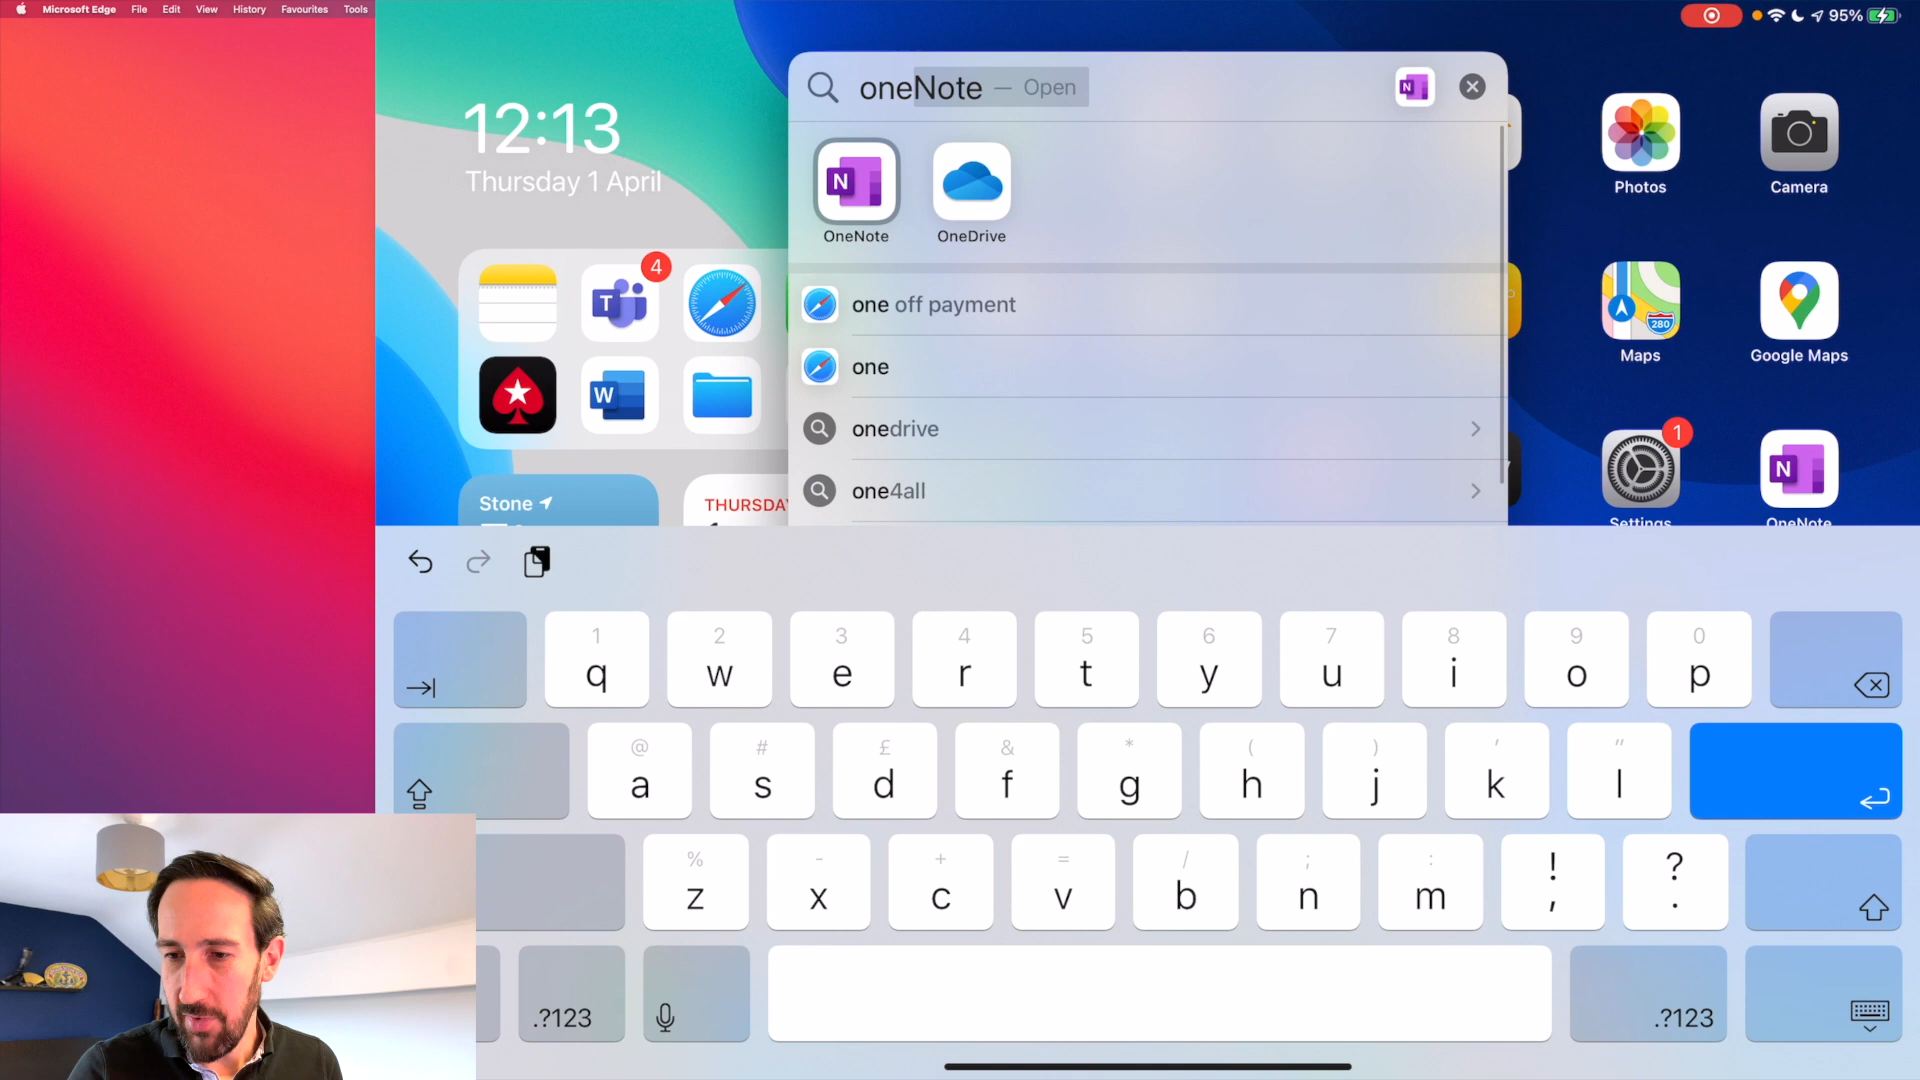 Microsoft Edge File Edit View History Favourites Tools
95%
oneNote — Open
N
12:13
Thursday 1 April
N
OneNote
OneDrive
Photos
Camera
4
T
W
one off payment
one
onedrive
one4all
280
Maps
Google Maps
1
N
Settings
OneNote
Stone
THURSDAY
1 2 3 4 5 6 7 8 9 0
q w e r t y u i o p
@ # £ & * ( ) ' "
a s d f g h j k l
% - + = / ; : ! ?
z x c v b n m , .
.?123
.?123